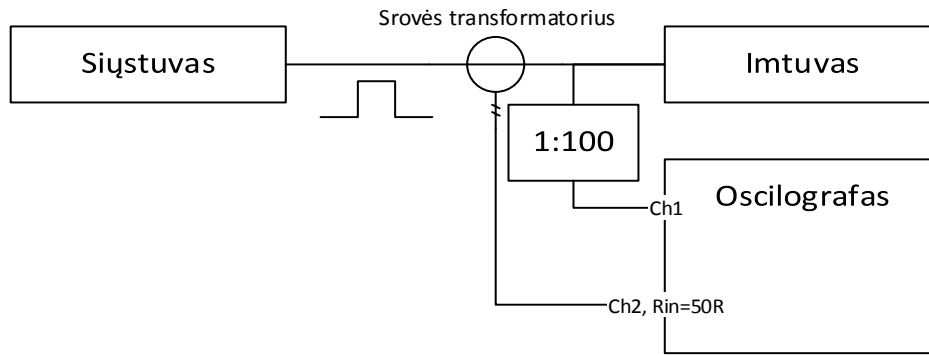 Srovės transformatorius
Siųstuvas
Imtuvas
1:100
Oscilografas
Ch1
Ch2, Rin=50R